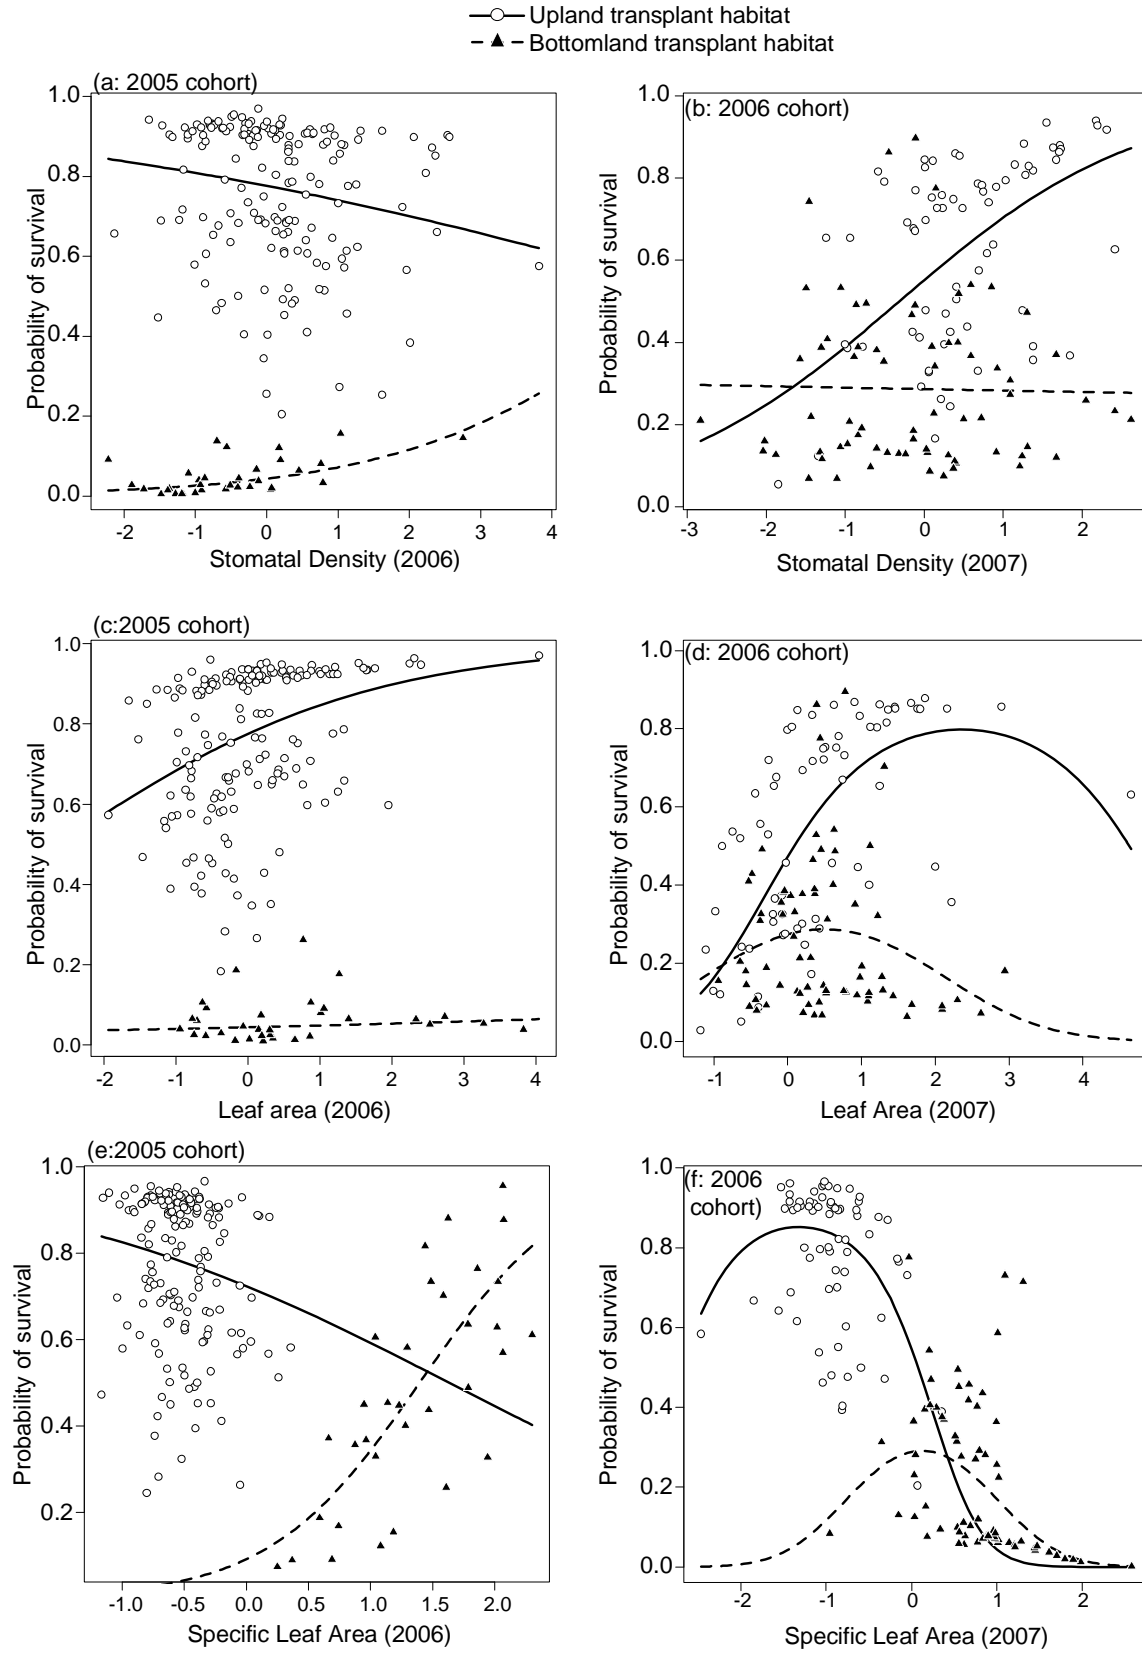 Upland transplant habitat
Bottomland transplant habitat
(a: 2005 cohort)
1.0
0.8
0.6
0.4
0.2
0.0
Probability of survival
-2 -1 0 1 2 3 4
Stomatal Density (2006)
(b: 2006 cohort)
1.0
0.8
0.6
0.4
0.2
0.0
Probability of survival
-3 -2 -1 0 1 2
Stomatal Density (2007)
(c:2005 cohort)
1.0
0.8
0.6
0.4
0.2
0.0
Probability of survival
-2 -1 0 1 2 3 4
Leaf area (2006)
(d: 2006 cohort)
1.0
0.8
0.6
0.4
0.2
0.0
Probability of survival
-1 0 1 2 3 4
Leaf Area (2007)
(e:2005 cohort)
1.0
0.8
0.6
0.4
0.2
Probability of survival
-1.0 -0.5 0.0 0.5 1.0 1.5 2.0
Specific Leaf Area (2006)
(f: 2006
cohort)
1.0
0.8
0.6
0.4
0.2
0.0
Probability of survival
-2 -1 0 1 2
Specific Leaf Area (2007)